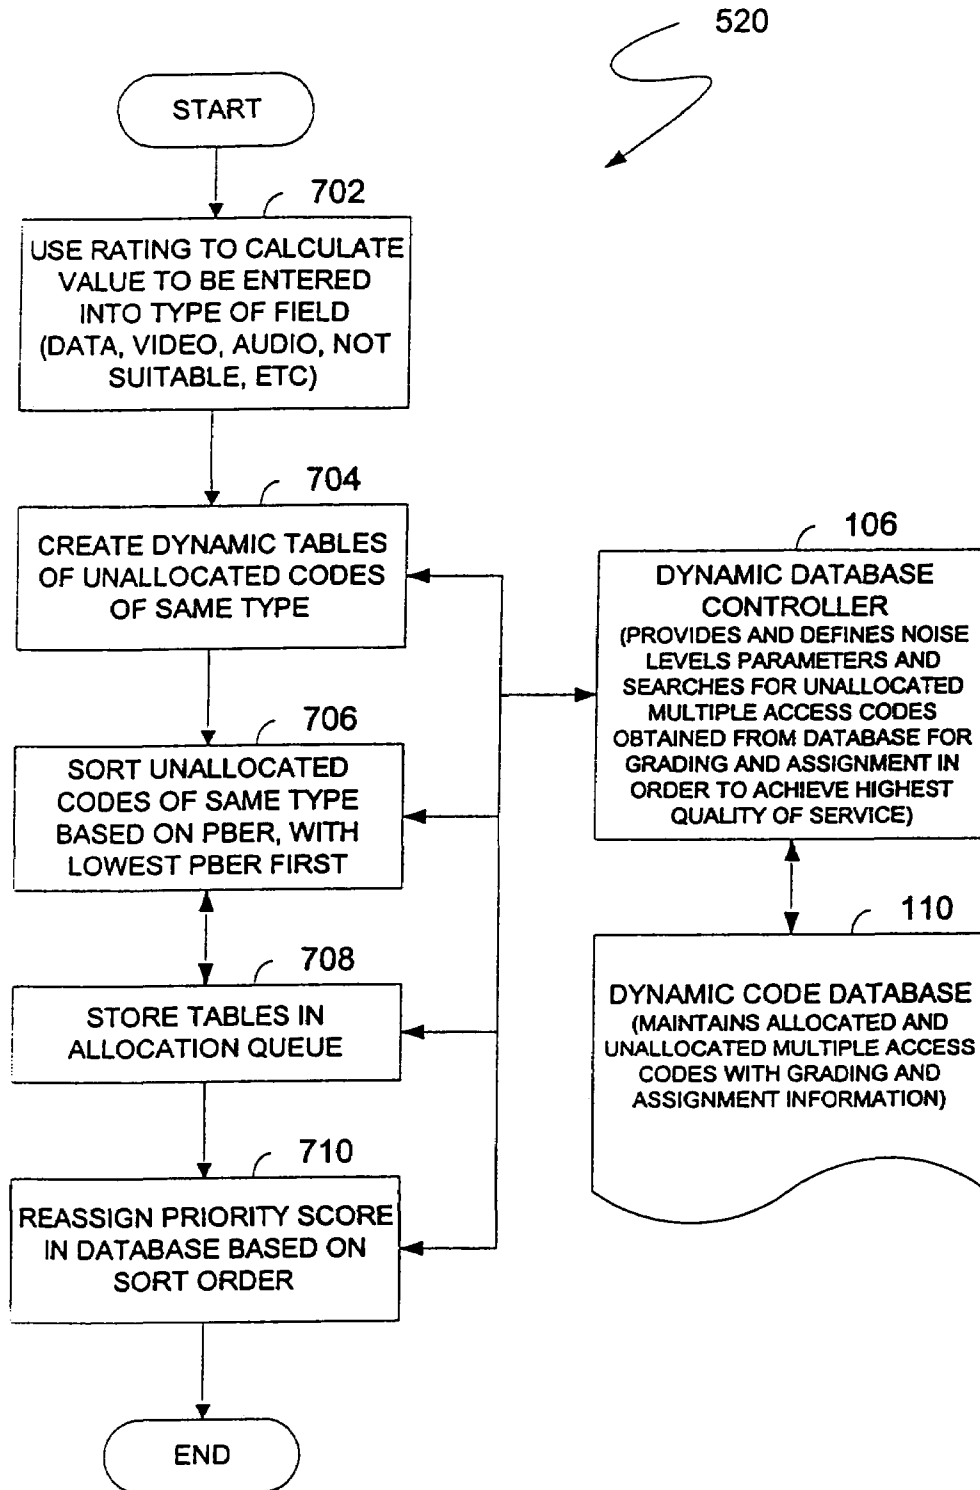 520
START
702
USE RATING TO CALCULATE
VALUE TO BE ENTERED
INTO TYPE OF FIELD
(DATA, VIDEO, AUDIO, NOT
SUITABLE, ETC)
704
CREATE DYNAMIC TABLES
OF UNALLOCATED CODES
OF SAME TYPE
706
SORT UNALLOCATED
CODES OF SAME TYPE
BASED ON PBER, WITH
LOWEST PBER FIRST
708
STORE TABLES IN
ALLOCATION QUEUE
710
REASSIGN PRIORITY SCORE
IN DATABASE BASED ON
SORT ORDER
END
106
DYNAMIC DATABASE
CONTROLLER
(PROVIDES AND DEFINES NOISE
LEVELS PARAMETERS AND
SEARCHES FOR UNALLOCATED
MULTIPLE ACCESS CODES
OBTAINED FROM DATABASE FOR
GRADING AND ASSIGNMENT IN
ORDER TO ACHIEVE HIGHEST
QUALITY OF SERVICE)
110
DYNAMIC CODE DATABASE
(MAINTAINS ALLOCATED AND
UNALLOCATED MULTIPLE ACCESS
CODES WITH GRADING AND
ASSIGNMENT INFORMATION)